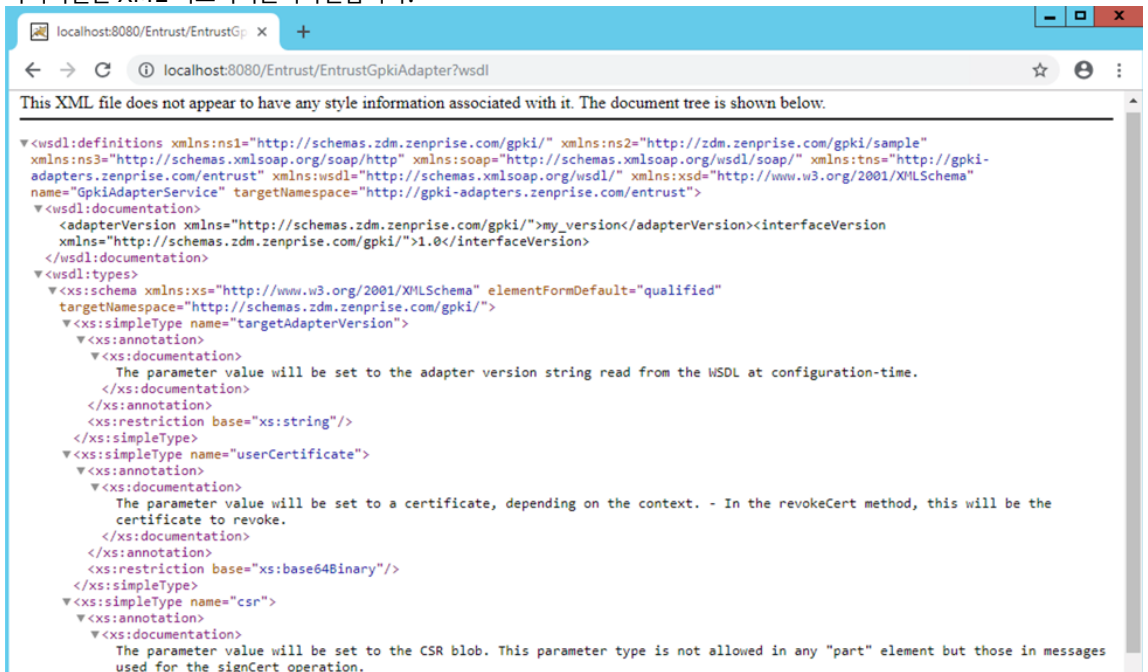 localhost:8080/Entrust/EntrustGp
localhost:8080/Entrust/EntrustGpkiAdapter?wsdl
This XML file does not appear to have any style information associated with it. The document tree is shown below.
▼<wsdl:definitions xmlns:ns1="http://schemas.zdm.zenprise.com/gpki/" xmlns:ns2="http://zdm.zenprise.com/gpki/sample"
xmlns:ns3="http://schemas.xmlsoap.org/soap/http" xmlns:soap="http://schemas.xmlsoap.org/wsdl/soap/" xmlns:tns="http://gpki-
adapters.zenprise.com/entrust" xmlns:wsdl="http://schemas.xmlsoap.org/wsdl/" xmlns:xsd="http://www.w3.org/2001/XMLSchema"
name="GpkiAdapterService" targetNamespace="http://gpki-adapters.zenprise.com/entrust">
▼<wsdl:documentation>
<adapterVersion xmlns="http://schemas.zdm.zenprise.com/gpki/">my_version</adapterVersion><interfaceVersion
xmlns="http://schemas.zdm.zenprise.com/gpki/">1.0</interfaceVersion>
</wsdl:documentation>
▼<wsdl:types>
▼<xs:schema xmlns:xs="http://www.w3.org/2001/XMLSchema" elementFormDefault="qualified"
targetNamespace="http://schemas.zdm.zenprise.com/gpki/">
▼<xs:simpleType name="targetAdapterVersion">
▼<xs:annotation>
▼<xs:documentation>
The parameter value will be set to the adapter version string read from the WSDL at configuration-time.
</xs:documentation>
</xs:annotation>
<xs:restriction base="xs:string"/>
</xs:simpleType>
▼<xs:simpleType name="userCertificate">
▼<xs:annotation>
▼<xs:documentation>
The parameter value will be set to a certificate, depending on the context. - In the revokeCert method, this will be the
certificate to revoke.
</xs:documentation>
</xs:annotation>
<xs:restriction base="xs:base64Binary"/>
</xs:simpleType>
▼<xs:simpleType name="csr">
▼<xs:annotation>
▼<xs:documentation>
The parameter value will be set to the CSR blob. This parameter type is not allowed in any "part" element but those in messages
used for the signCert operation.